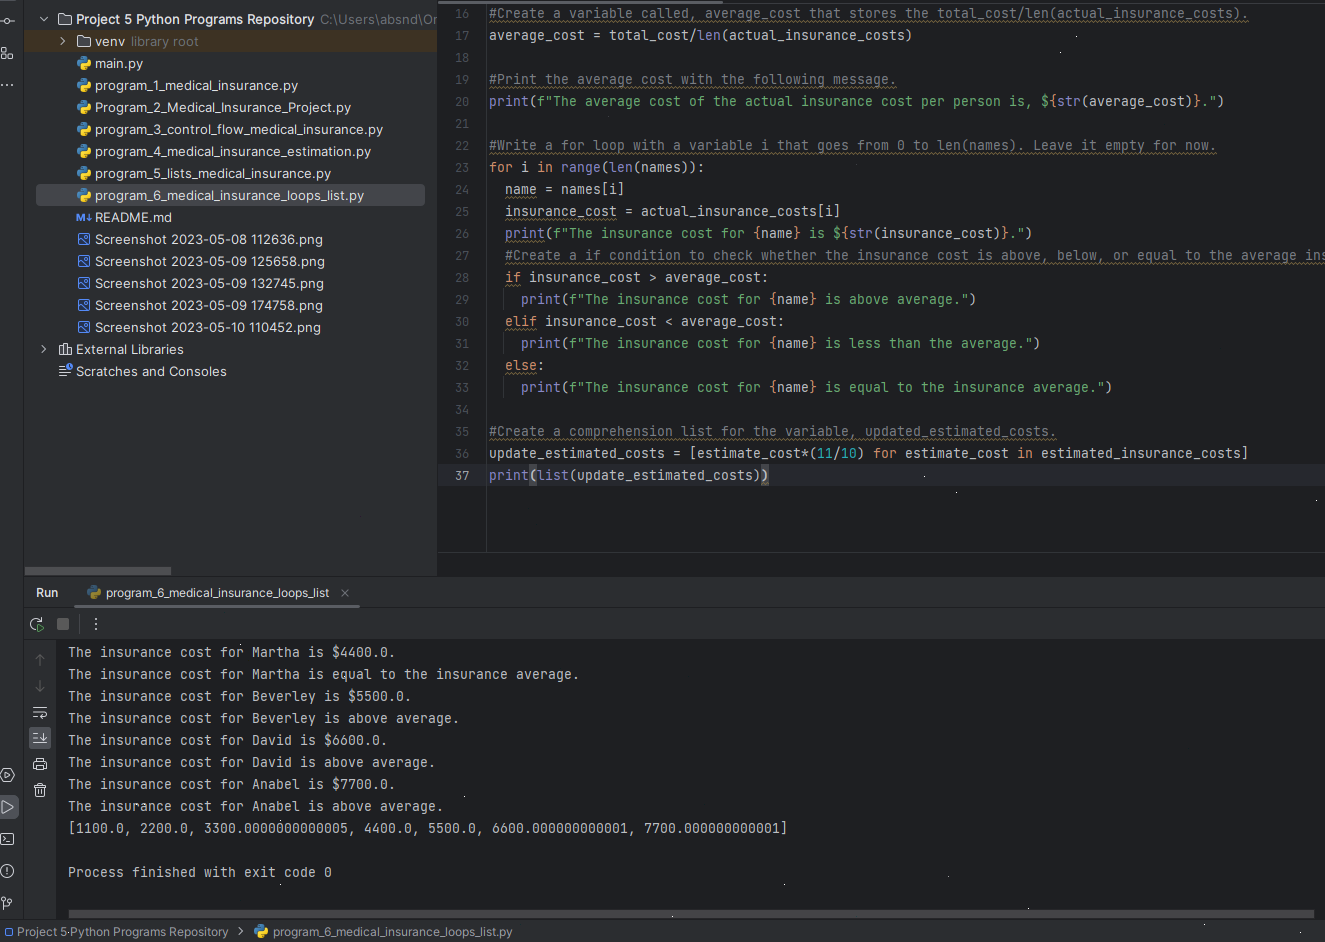 Project 5 Python Programs Repository C:\Users\absnd\Or
venv library root
main.py
program_1_medical_insurance.py
Program_2_Medical_Insurance_Project.py
program_3_control_flow_medical_insurance.py
program_4_medical_insurance_estimation.py
program_5_lists_medical_insurance.py
program_6_medical_insurance_loops_list.py
README.md
Screenshot 2023-05-08 112636.png
Screenshot 2023-05-09 125658.png
Screenshot 2023-05-09 132745.png
Screenshot 2023-05-09 174758.png
Screenshot 2023-05-10 110452.png
External Libraries
Scratches and Consoles
16 #Create a variable called, average_cost that stores the total_cost/len(actual_insurance_costs).
17 average_cost = total_cost/len(actual_insurance_costs)
18
19 #Print the average cost with the following message.
20 print(f"The average cost of the actual insurance cost per person is, ${str(average_cost)}.")
21
22 #Write a for loop with a variable i that goes from 0 to len(names). Leave it empty for now.
23 for i in range(len(names)):
24 name = names[i]
25 insurance_cost = actual_insurance_costs[i]
26 print(f"The insurance cost for {name} is ${str(insurance_cost)}.")
27 #Create a if condition to check whether the insurance cost is above, below, or equal to the average ins
28 if insurance_cost > average_cost:
29 print(f"The insurance cost for {name} is above average.")
30 elif insurance_cost < average_cost:
31 print(f"The insurance cost for {name} is less than the average.")
32 else:
33 print(f"The insurance cost for {name} is equal to the insurance average.")
34
35 #Create a comprehension list for the variable, updated_estimated_costs.
36 update_estimated_costs = [estimate_cost*(11/10) for estimate_cost in estimated_insurance_costs]
37 print(list(update_estimated_costs))
Run program_6_medical_insurance_loops_list
The insurance cost for Martha is $4400.0.
The insurance cost for Martha is equal to the insurance average.
The insurance cost for Beverley is $5500.0.
The insurance cost for Beverley is above average.
The insurance cost for David is $6600.0.
The insurance cost for David is above average.
The insurance cost for Anabel is $7700.0.
The insurance cost for Anabel is above average.
[1100.0, 2200.0, 3300.0000000000005, 4400.0, 5500.0, 6600.000000000001, 7700.000000000001]
Process finished with exit code 0
Project 5 Python Programs Repository > program_6_medical_insurance_loops_list.py